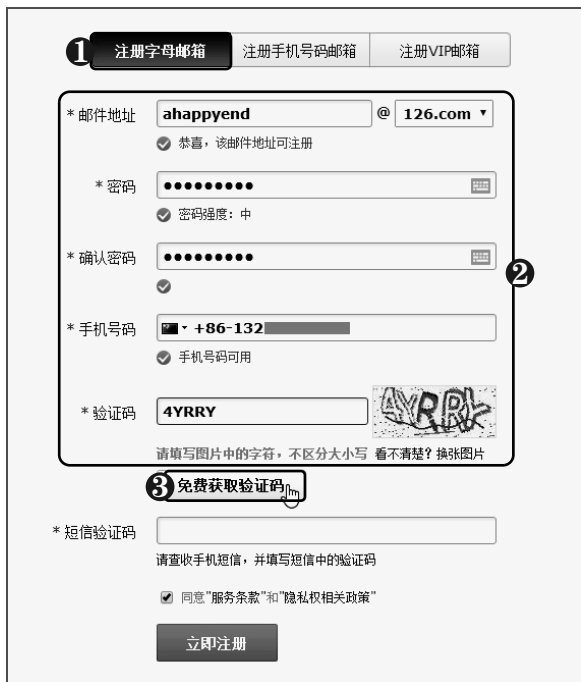 ❶ 注册字母邮箱 注册手机号码邮箱 注册VIP邮箱
* 邮件地址 ahappyend @ 126.com ▼
恭喜，该邮件地址可注册
* 密码 ●●●●●●●●●
密码强度：中
* 确认密码 ●●●●●●●●●
❷
* 手机号码 +86-132
手机号码可用
* 验证码 4YRRY 4YRRY
请填写图片中的字符，不区分大小写 看不清楚？换张图片
❸ 免费获取验证码
* 短信验证码
请查收手机短信，并填写短信中的验证码
同意"服务条款"和"隐私权相关政策"
立即注册